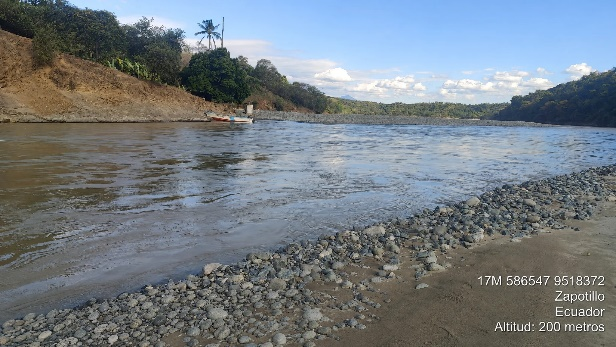 17M 586547 9518372
Zapotillo
Ecuador
Altitud: 200 metros